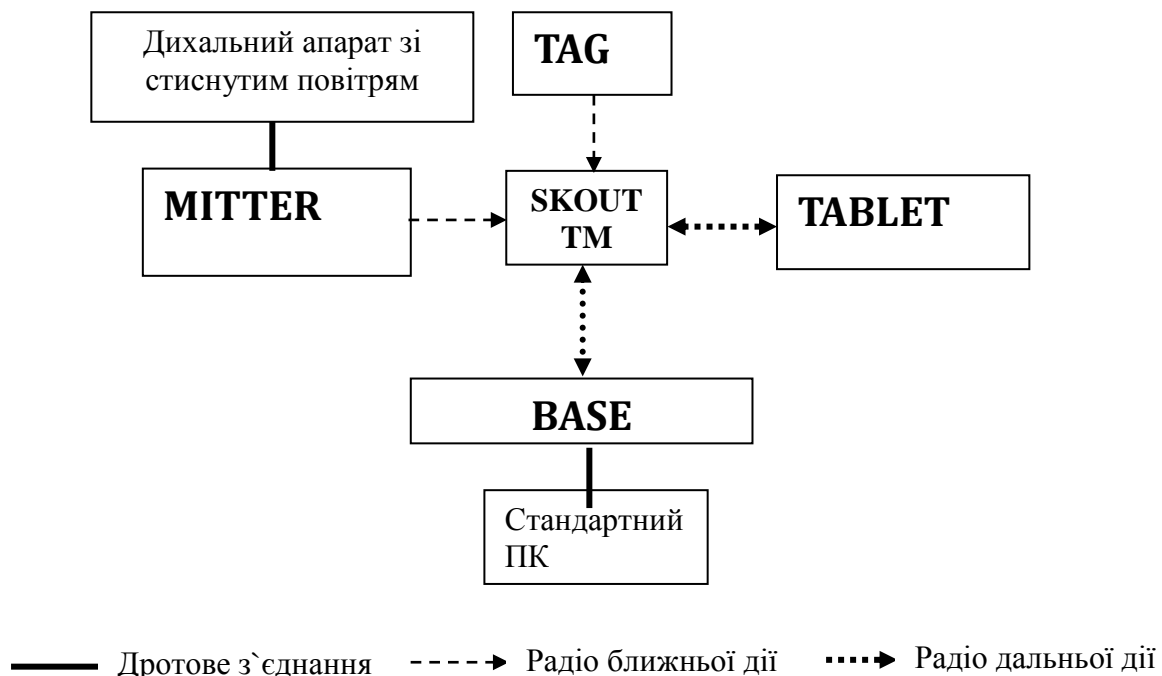 Дихальний апарат зі
стиснутим повітрям
TAG
MITTER
SKOUT
TM
TABLET
BASE
Стандартний
ПК
Дротове з`єднання
Радіо ближньої дії
Радіо дальньої дії